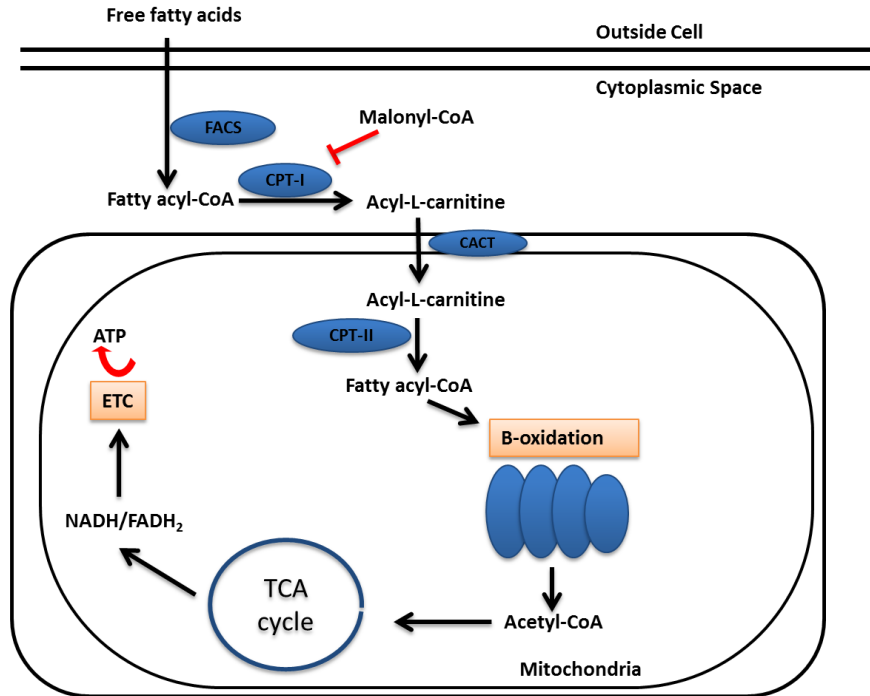 Free fatty acids
Outside Cell
Cytoplasmic Space
FACS
Malonyl-CoA
CPT-I
Fatty acyl-CoA
Acyl-L-carnitine
CACT
Acyl-L-carnitine
CPT-II
ATP
Fatty acyl-CoA
ETC
B-oxidation
NADH/FADH₂
TCA
cycle
Acetyl-CoA
Mitochondria